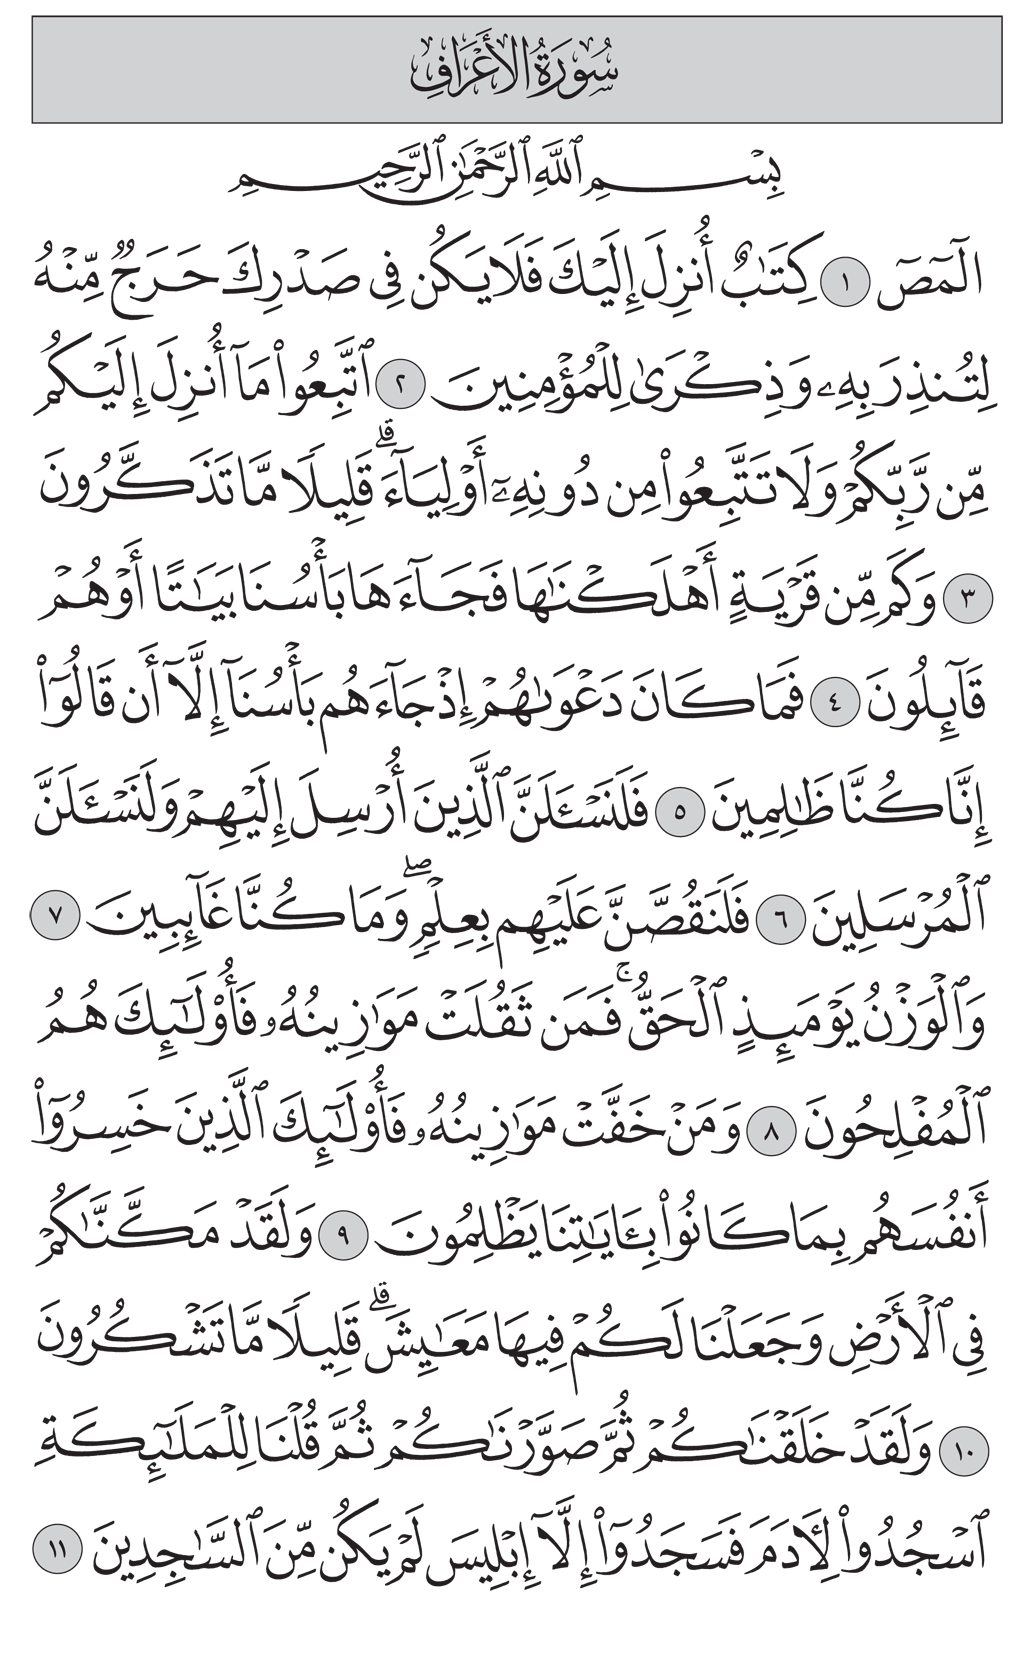 سُورَةُ الأَعْرَافِ
بِسْمِ ٱللَّهِ ٱلرَّحْمَٰنِ ٱلرَّحِيمِ
الٓمٓصٓ ١ كِتَٰبٌ أُنزِلَ إِلَيْكَ فَلَا يَكُن فِى صَدْرِكَ حَرَجٌ مِّنْهُ
لِتُنذِرَ بِهِۦ وَذِكْرَىٰ لِلْمُؤْمِنِينَ ٢ ٱتَّبِعُوا۟ مَآ أُنزِلَ إِلَيْكُم
مِّن رَّبِّكُمْ وَلَا تَتَّبِعُوا۟ مِن دُونِهِۦٓ أَوْلِيَآءَ ۗ قَلِيلًا مَّا تَذَكَّرُونَ
٣ وَكَم مِّن قَرْيَةٍ أَهْلَكْنَٰهَا فَجَآءَهَا بَأْسُنَا بَيَٰتًا أَوْ هُمْ
قَآئِلُونَ ٤ فَمَا كَانَ دَعْوَىٰهُمْ إِذْ جَآءَهُم بَأْسُنَآ إِلَّآ أَن قَالُوٓا۟
إِنَّا كُنَّا ظَٰلِمِينَ ٥ فَلَنَسْـَٔلَنَّ ٱلَّذِينَ أُرْسِلَ إِلَيْهِمْ وَلَنَسْـَٔلَنَّ
ٱلْمُرْسَلِينَ ٦ فَلَنَقُصَّنَّ عَلَيْهِم بِعِلْمٍ ۖ وَمَا كُنَّا غَآئِبِينَ ٧
وَٱلْوَزْنُ يَوْمَئِذٍ ٱلْحَقُّ ۚ فَمَن ثَقُلَتْ مَوَٰزِينُهُۥ فَأُو۟لَٰٓئِكَ هُمُ
ٱلْمُفْلِحُونَ ٨ وَمَنْ خَفَّتْ مَوَٰزِينُهُۥ فَأُو۟لَٰٓئِكَ ٱلَّذِينَ خَسِرُوٓا۟
أَنفُسَهُم بِمَا كَانُوا۟ بِـَٔايَٰتِنَا يَظْلِمُونَ ٩ وَلَقَدْ مَكَّنَّٰكُمْ
فِى ٱلْأَرْضِ وَجَعَلْنَا لَكُمْ فِيهَا مَعَٰيِشَ ۗ قَلِيلًا مَّا تَشْكُرُونَ
١٠ وَلَقَدْ خَلَقْنَٰكُمْ ثُمَّ صَوَّرْنَٰكُمْ ثُمَّ قُلْنَا لِلْمَلَٰٓئِكَةِ
ٱسْجُدُوا۟ لِـَٔادَمَ فَسَجَدُوٓا۟ إِلَّآ إِبْلِيسَ لَمْ يَكُن مِّنَ ٱلسَّٰجِدِينَ ١١